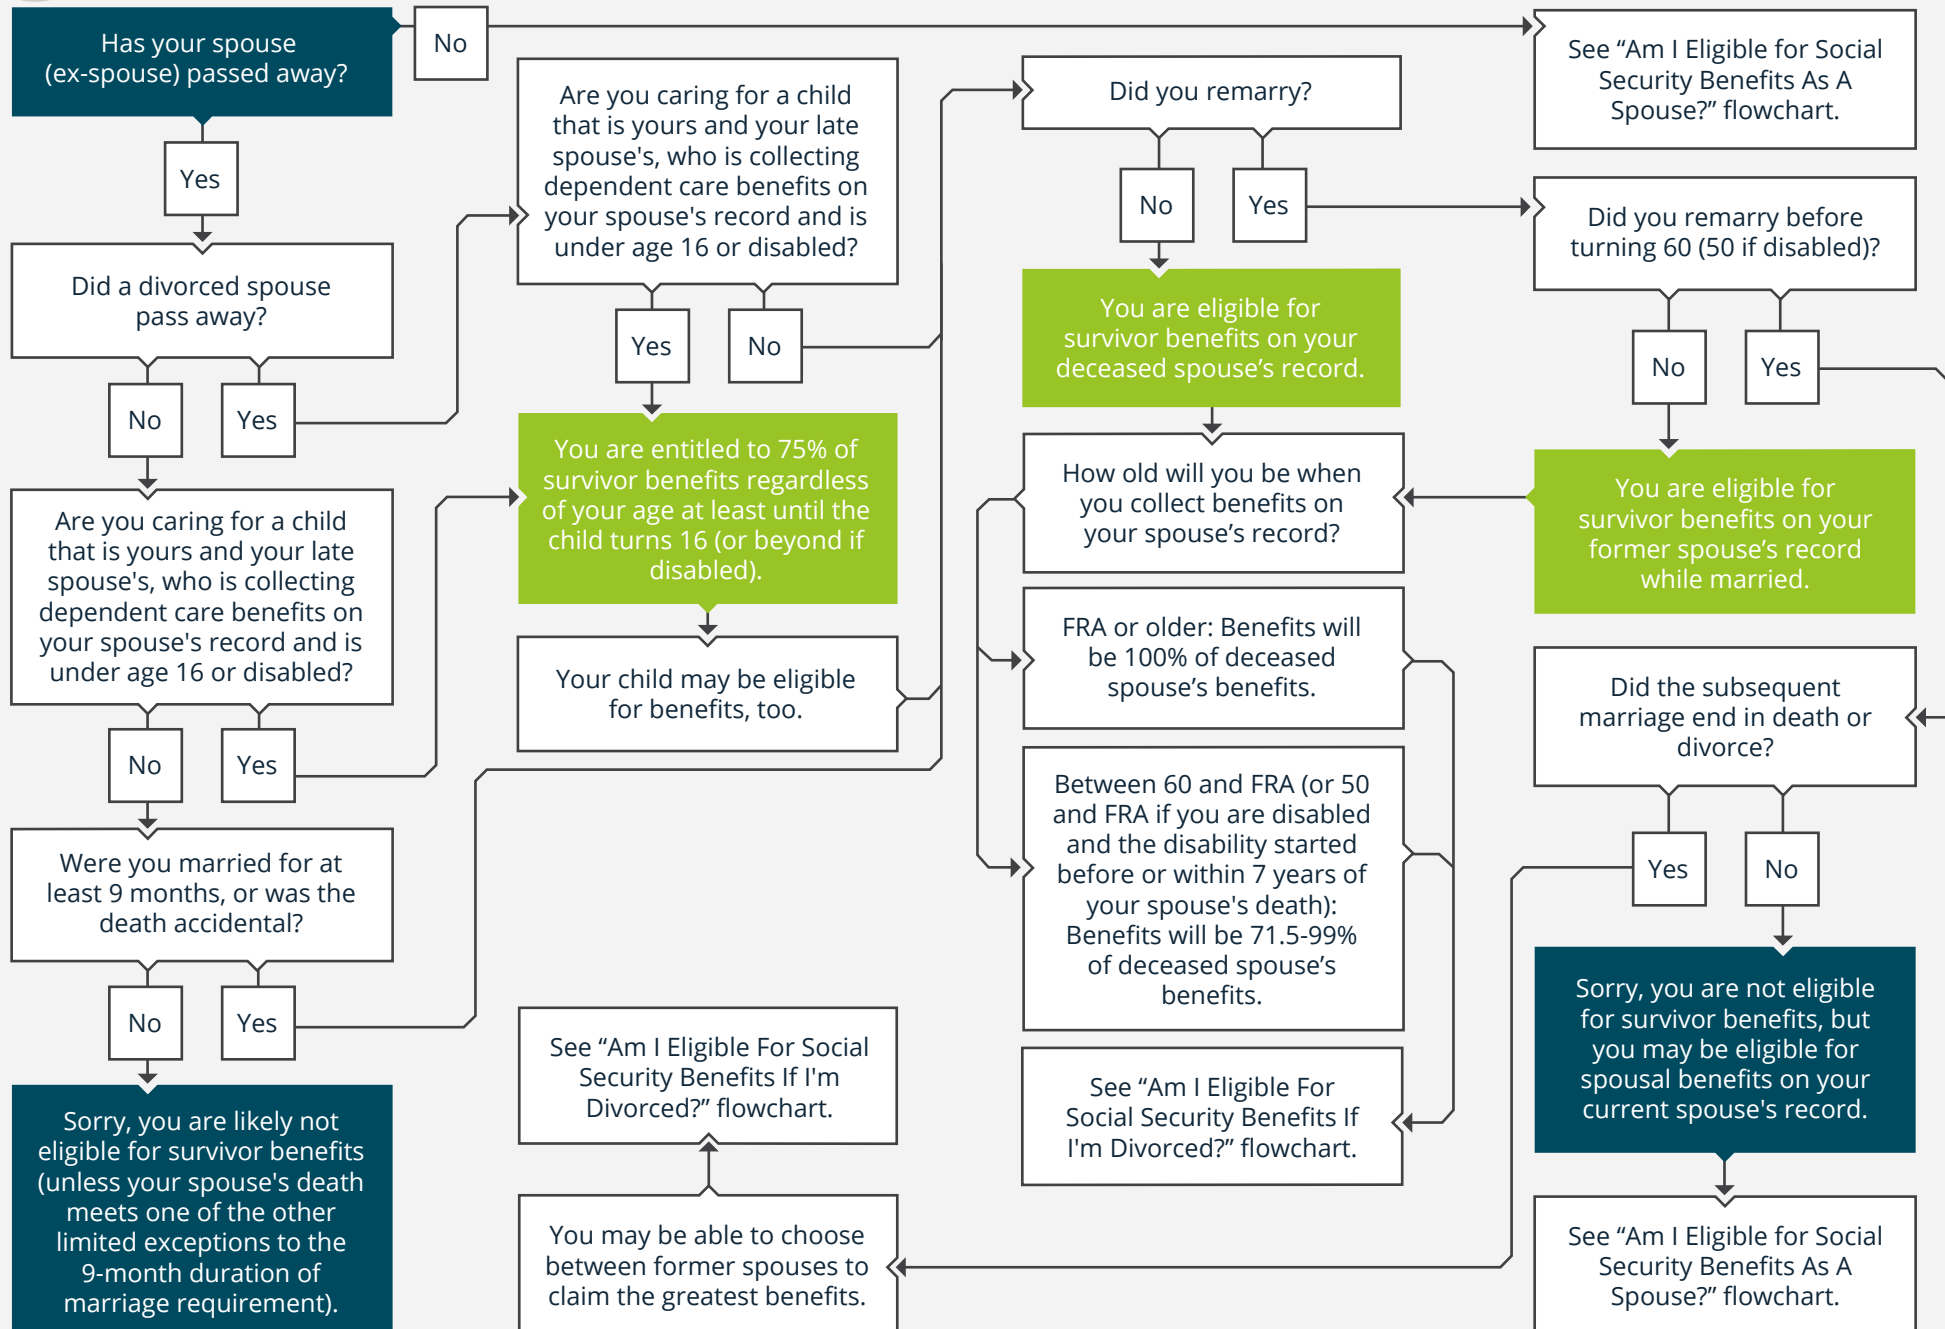 Has your spouse
(ex-spouse) passed away?
No
Yes
Did a divorced spouse
pass away?
No
Yes
Are you caring for a child
that is yours and your late
spouse's, who is collecting
dependent care benefits on
your spouse's record and is
under age 16 or disabled?
No
Yes
Were you married for at
least 9 months, or was the
death accidental?
No
Yes
Sorry, you are likely not
eligible for survivor benefits
(unless your spouse's death
meets one of the other
limited exceptions to the
9-month duration of
marriage requirement).
Are you caring for a child
that is yours and your late
spouse's, who is collecting
dependent care benefits on
your spouse's record and is
under age 16 or disabled?
Yes
No
You are entitled to 75% of
survivor benefits regardless
of your age at least until the
child turns 16 (or beyond if
disabled).
Your child may be eligible
for benefits, too.
See “Am I Eligible For Social
Security Benefits If I'm
Divorced?” flowchart.
You may be able to choose
between former spouses to
claim the greatest benefits.
Did you remarry?
No
Yes
You are eligible for
survivor benefits on your
deceased spouse’s record.
How old will you be when
you collect benefits on
your spouse’s record?
FRA or older: Benefits will
be 100% of deceased
spouse’s benefits.
Between 60 and FRA (or 50
and FRA if you are disabled
and the disability started
before or within 7 years of
your spouse's death):
Benefits will be 71.5-99%
of deceased spouse’s
benefits.
See “Am I Eligible For
Social Security Benefits If
I'm Divorced?” flowchart.
See “Am I Eligible for Social
Security Benefits As A
Spouse?” flowchart.
Did you remarry before
turning 60 (50 if disabled)?
No
Yes
You are eligible for
survivor benefits on your
former spouse’s record
while married.
Did the subsequent
marriage end in death or
divorce?
Yes
No
Sorry, you are not eligible
for survivor benefits, but
you may be eligible for
spousal benefits on your
current spouse's record.
See “Am I Eligible for Social
Security Benefits As A
Spouse?” flowchart.